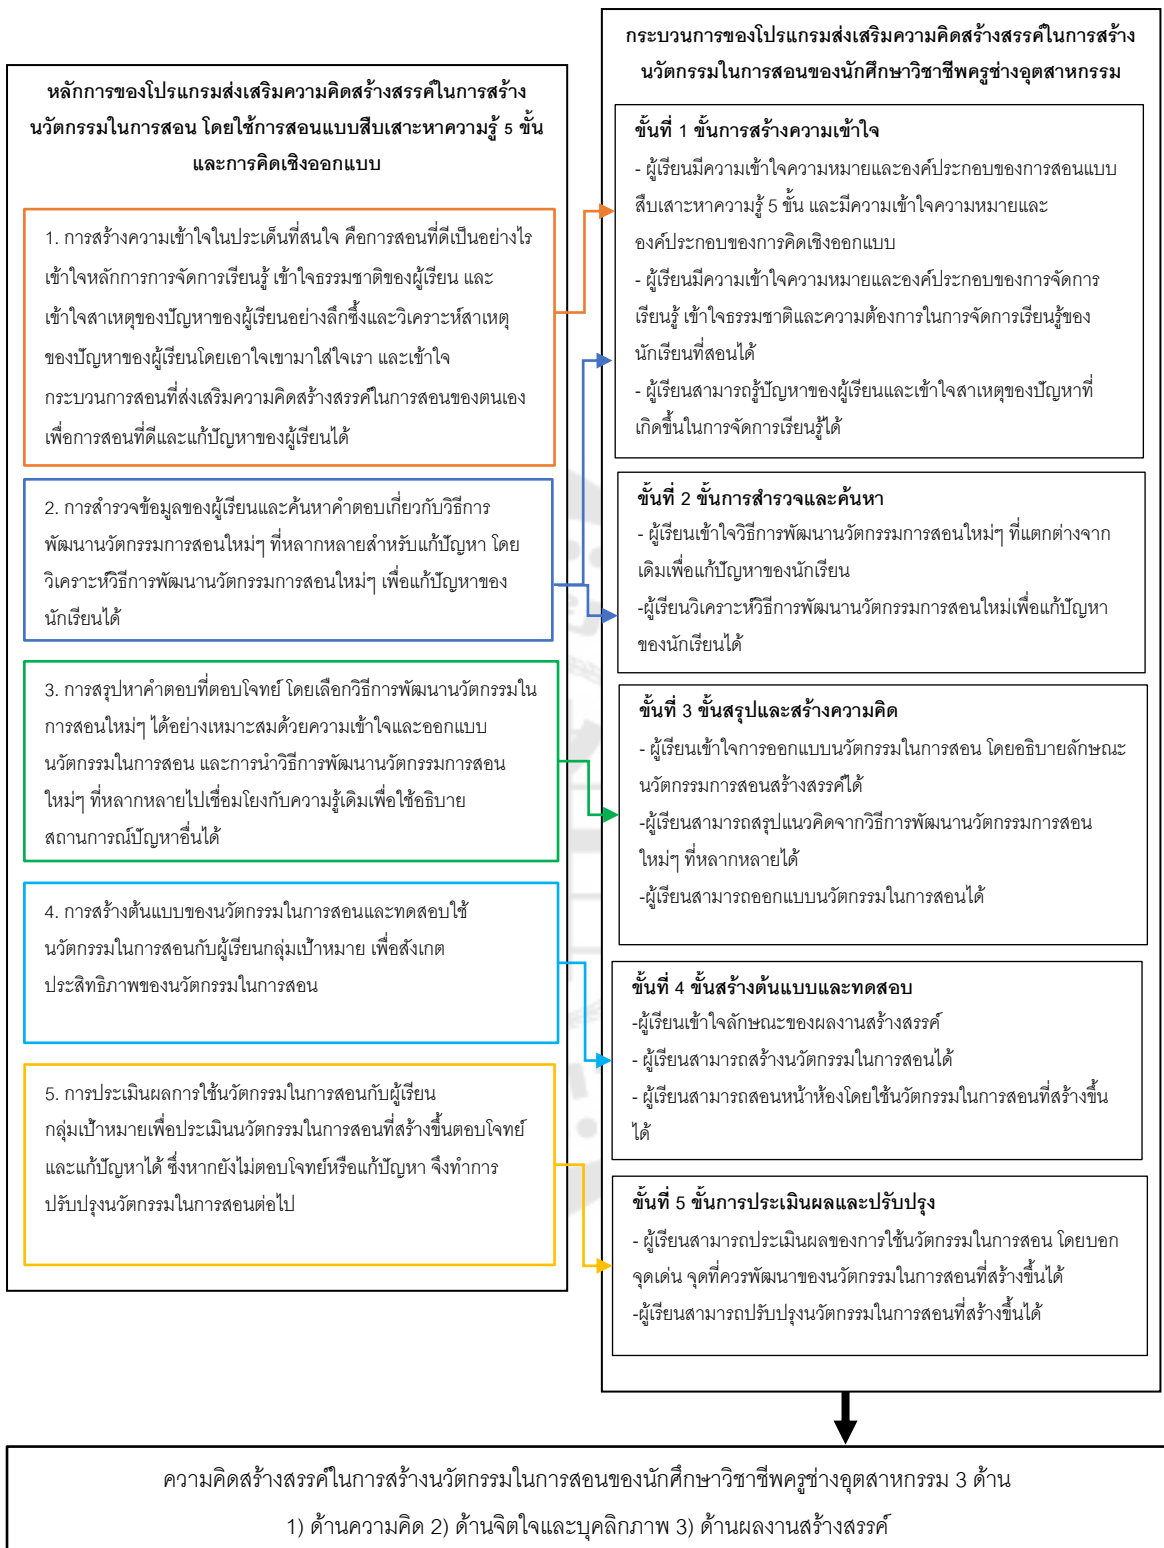 หลักการของโปรแกรมส่งเสริมความคิดสร้างสรรค์ในการสร้าง
นวัตกรรมในการสอน โดยใช้การสอนแบบสืบเสาะหาความรู้ 5 ขั้น
และการคิดเชิงออกแบบ
1. การสร้างความเข้าใจในประเด็นที่สนใจ คือการสอนที่ดีเป็นอย่างไร
เข้าใจหลักการการจัดการเรียนรู้ เข้าใจธรรมชาติของผู้เรียน และ
เข้าใจสาเหตุของปัญหาของผู้เรียนอย่างลึกซึ้งและวิเคราะห์สาเหตุ
ของปัญหาของผู้เรียนโดยเอาใจเขามาใส่ใจเรา และเข้าใจ
กระบวนการสอนที่ส่งเสริมความคิดสร้างสรรค์ในการสอนของตนเอง
เพื่อการสอนที่ดีและแก้ปัญหาของผู้เรียนได้
2. การสำรวจข้อมูลของผู้เรียนและค้นหาคำตอบเกี่ยวกับวิธีการ
พัฒนานวัตกรรมการสอนใหม่ๆ ที่หลากหลายสำหรับแก้ปัญหา โดย
วิเคราะห์วิธีการพัฒนานวัตกรรมการสอนใหม่ๆ เพื่อแก้ปัญหาของ
นักเรียนได้
3. การสรุปหาคำตอบที่ตอบโจทย์ โดยเลือกวิธีการพัฒนานวัตกรรมใน
การสอนใหม่ๆ ได้อย่างเหมาะสมด้วยความเข้าใจและออกแบบ
นวัตกรรมในการสอน และการนำวิธีการพัฒนานวัตกรรมการสอน
ใหม่ๆ ที่หลากหลายไปเชื่อมโยงกับความรู้เดิมเพื่อใช้อธิบาย
สถานการณ์ปัญหาอื่นได้
4. การสร้างต้นแบบของนวัตกรรมในการสอนและทดสอบใช้
นวัตกรรมในการสอนกับผู้เรียนกลุ่มเป้าหมาย เพื่อสังเกต
ประสิทธิภาพของนวัตกรรมในการสอน
5. การประเมินผลการใช้นวัตกรรมในการสอนกับผู้เรียน
กลุ่มเป้าหมายเพื่อประเมินนวัตกรรมในการสอนที่สร้างขึ้นตอบโจทย์
และแก้ปัญหาได้ ซึ่งหากยังไม่ตอบโจทย์หรือแก้ปัญหา จึงทำการ
ปรับปรุงนวัตกรรมในการสอนต่อไป
กระบวนการของโปรแกรมส่งเสริมความคิดสร้างสรรค์ในการสร้าง
นวัตกรรมในการสอนของนักศึกษาวิชาชีพครูช่างอุตสาหกรรม
ขั้นที่ 1 ขั้นการสร้างความเข้าใจ
- ผู้เรียนมีความเข้าใจความหมายและองค์ประกอบของการสอนแบบ
สืบเสาะหาความรู้ 5 ขั้น และมีความเข้าใจความหมายและ
องค์ประกอบของการคิดเชิงออกแบบ
- ผู้เรียนมีความเข้าใจความหมายและองค์ประกอบของการจัดการ
เรียนรู้ เข้าใจธรรมชาติและความต้องการในการจัดการเรียนรู้ของ
นักเรียนที่สอนได้
- ผู้เรียนสามารถรู้ปัญหาของผู้เรียนและเข้าใจสาเหตุของปัญหาที่
เกิดขึ้นในการจัดการเรียนรู้ได้
ขั้นที่ 2 ขั้นการสำรวจและค้นหา
- ผู้เรียนเข้าใจวิธีการพัฒนานวัตกรรมการสอนใหม่ๆ ที่แตกต่างจาก
เดิมเพื่อแก้ปัญหาของนักเรียน
-ผู้เรียนวิเคราะห์วิธีการพัฒนานวัตกรรมการสอนใหม่เพื่อแก้ปัญหา
ของนักเรียนได้
ขั้นที่ 3 ขั้นสรุปและสร้างความคิด
- ผู้เรียนเข้าใจการออกแบบนวัตกรรมในการสอน โดยอธิบายลักษณะ
นวัตกรรมการสอนสร้างสรรค์ได้
-ผู้เรียนสามารถสรุปแนวคิดจากวิธีการพัฒนานวัตกรรมการสอน
ใหม่ๆ ที่หลากหลายได้
-ผู้เรียนสามารถออกแบบนวัตกรรมในการสอนได้
ขั้นที่ 4 ขั้นสร้างต้นแบบและทดสอบ
-ผู้เรียนเข้าใจลักษณะของผลงานสร้างสรรค์
- ผู้เรียนสามารถสร้างนวัตกรรมในการสอนได้
- ผู้เรียนสามารถสอนหน้าห้องโดยใช้นวัตกรรมในการสอนที่สร้างขึ้น
ได้
ขั้นที่ 5 ขั้นการประเมินผลและปรับปรุง
- ผู้เรียนสามารถประเมินผลของการใช้นวัตกรรมในการสอน โดยบอก
จุดเด่น จุดที่ควรพัฒนาของนวัตกรรมในการสอนที่สร้างขึ้นได้
-ผู้เรียนสามารถปรับปรุงนวัตกรรมในการสอนที่สร้างขึ้นได้
ความคิดสร้างสรรค์ในการสร้างนวัตกรรมในการสอนของนักศึกษาวิชาชีพครูช่างอุตสาหกรรม 3 ด้าน
1) ด้านความคิด 2) ด้านจิตใจและบุคลิกภาพ 3) ด้านผลงานสร้างสรรค์